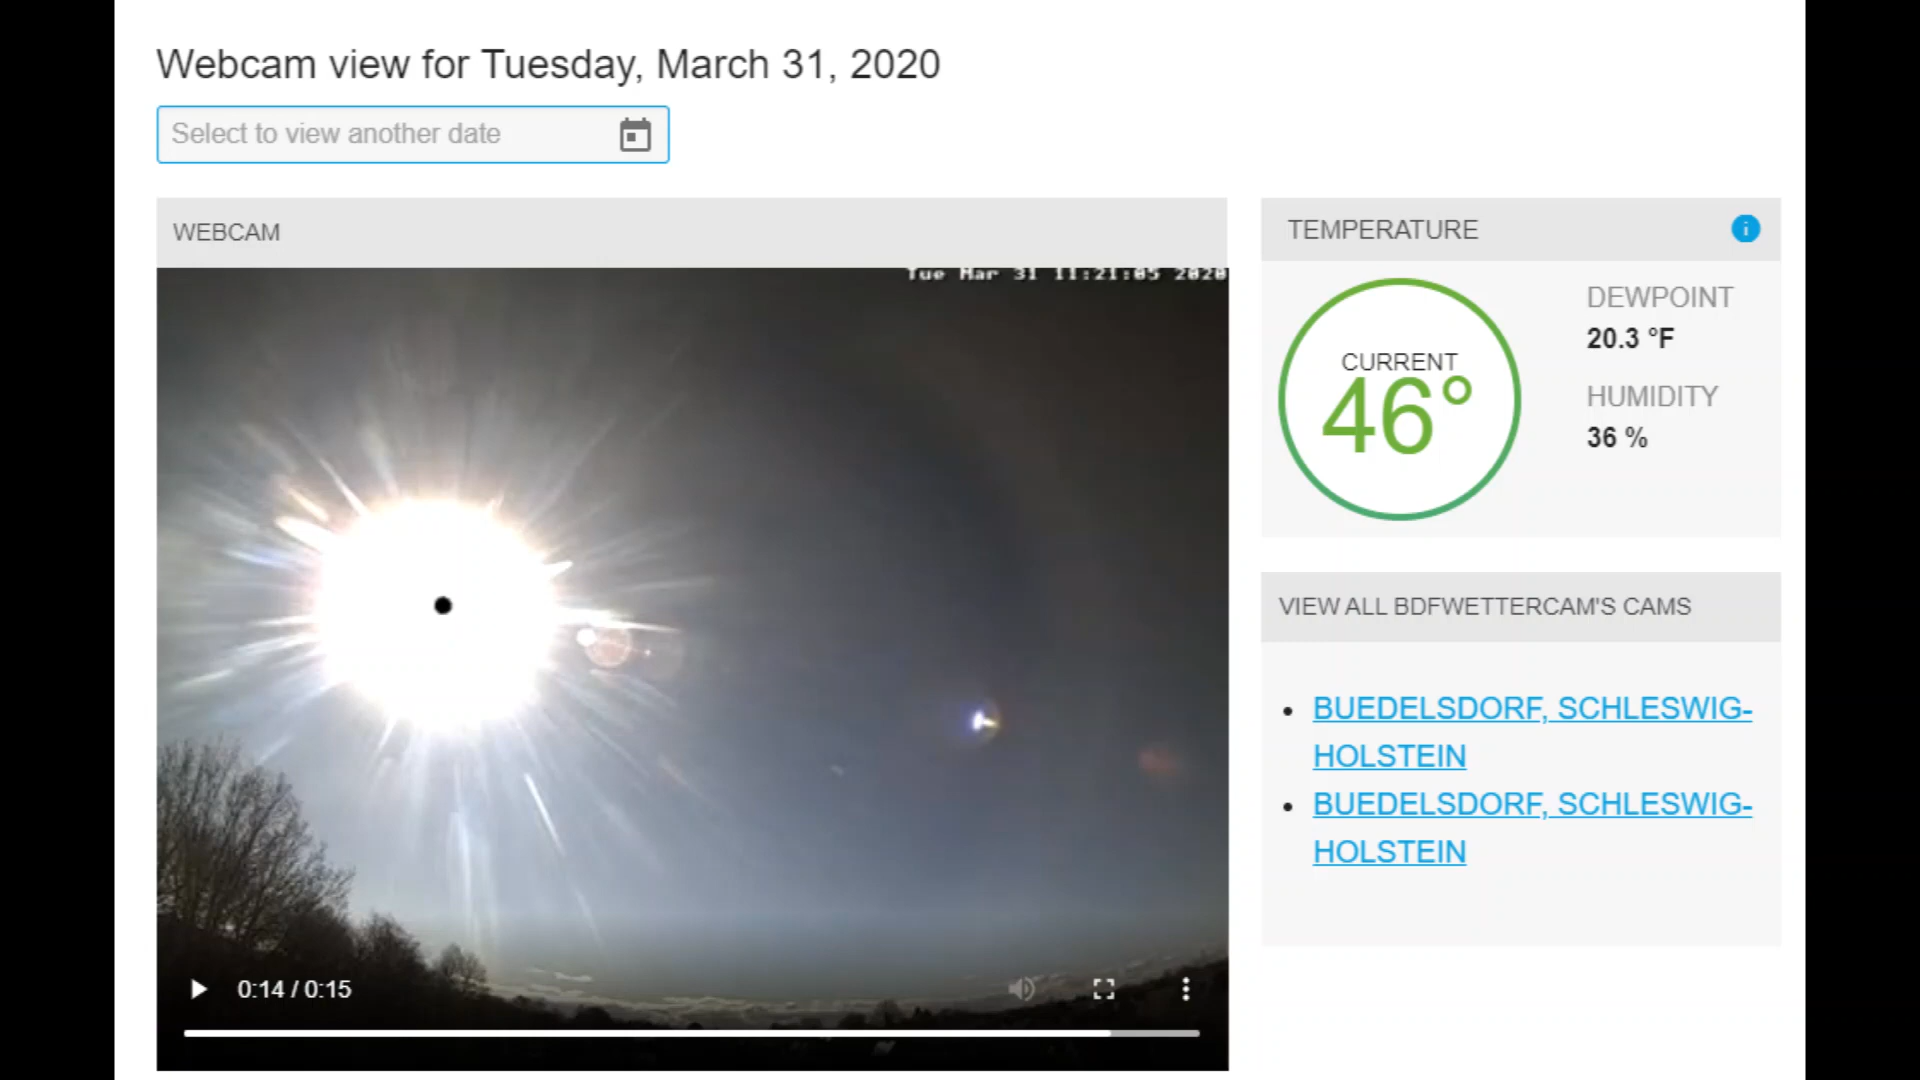 Webcam view for Tuesday, March 31, 2020
Select to view another date
WEBCAM
Tue Mar 31 11:21:05 2020
0:14 / 0:15
TEMPERATURE
i
CURRENT
46°
DEWPOINT
20.3 °F
HUMIDITY
36 %
VIEW ALL BDFWETTERCAM'S CAMS
• BUEDELSDORF, SCHLESWIG-
HOLSTEIN
• BUEDELSDORF, SCHLESWIG-
HOLSTEIN